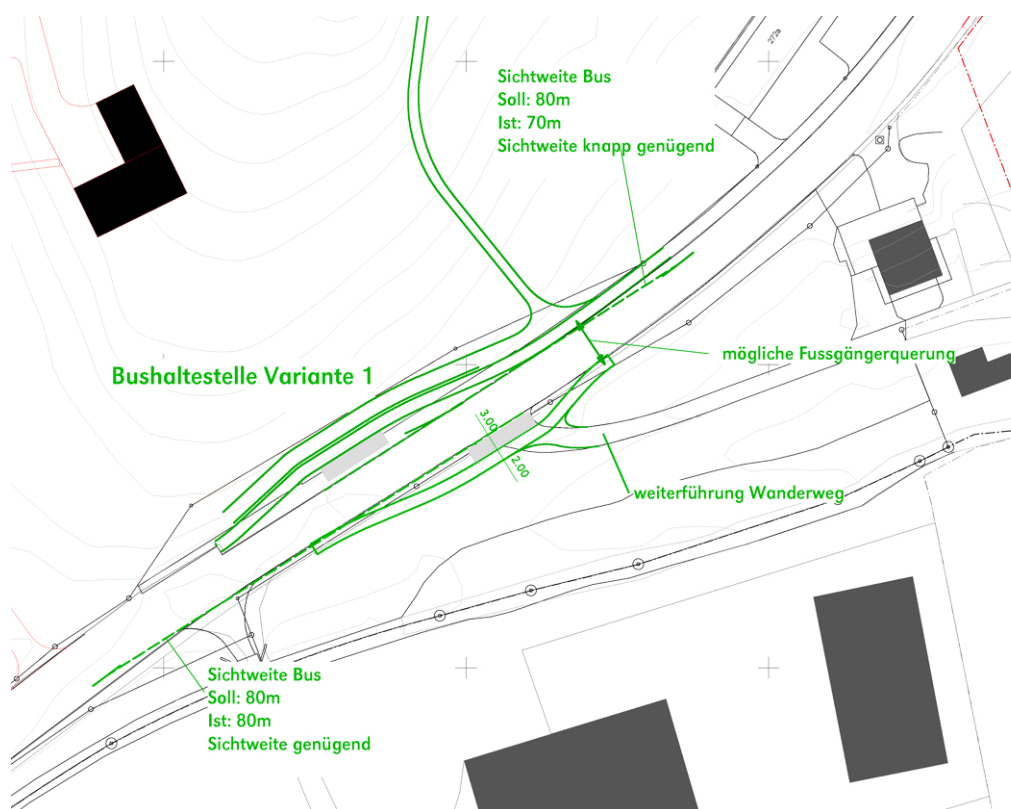 272a
Sichtweite Bus
Soll: 80m
Ist: 70m
Sichtweite knapp genügend
mögliche Fussgängerquerung
Bushaltestelle Variante 1
3.00
2.00
weiterführung Wanderweg
Sichtweite Bus
Soll: 80m
Ist: 80m
Sichtweite genügend